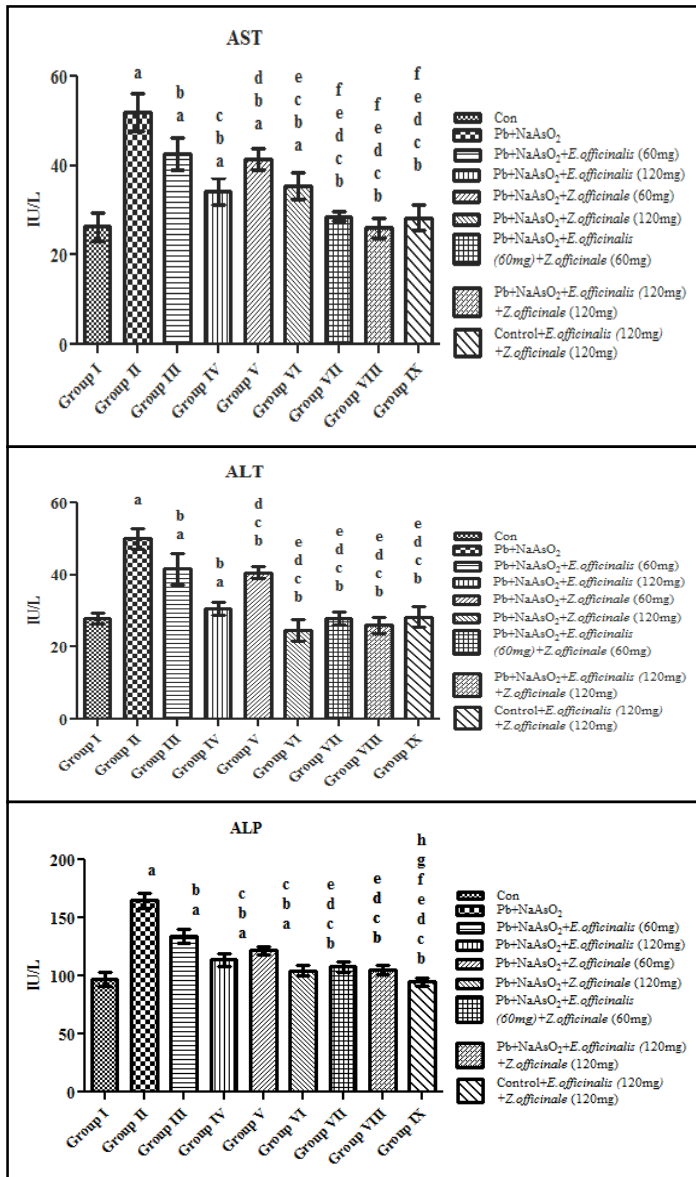 AST
60
40
20
0
IU/L
a
b
a
c
b
a
d
b
a
e
c
b
a
f
e
d
c
b
f
e
d
c
b
f
e
d
c
b
Group I
Group II
Group III
Group IV
Group V
Group VI
Group VII
Group VIII
Group IX
Con
Pb+NaAsO₂
Pb+NaAsO₂+E.officinalis (60mg)
Pb+NaAsO₂+E.officinalis (120mg)
Pb+NaAsO₂+Z.officinale (60mg)
Pb+NaAsO₂+Z.officinale (120mg)
Pb+NaAsO₂+E.officinalis
(60mg)+Z.officinale (60mg)
Pb+NaAsO₂+E.officinalis (120mg)
+Z.officinale (120mg)
Control+E.officinalis (120mg)
+Z.officinale (120mg)
ALT
60
40
20
0
IU/L
a
b
a
b
a
d
c
b
e
d
c
b
e
d
c
b
e
d
c
b
e
d
c
b
Group I
Group II
Group III
Group IV
Group V
Group VI
Group VII
Group VIII
Group IX
Con
Pb+NaAsO₂
Pb+NaAsO₂+E.officinalis (60mg)
Pb+NaAsO₂+E.officinalis (120mg)
Pb+NaAsO₂+Z.officinale (60mg)
Pb+NaAsO₂+Z.officinale (120mg)
Pb+NaAsO₂+E.officinalis
(60mg)+Z.officinale (60mg)
Pb+NaAsO₂+E.officinalis (120mg)
+Z.officinale (120mg)
Control+E.officinalis (120mg)
+Z.officinale (120mg)
ALP
200
150
100
50
0
IU/L
a
b
a
c
b
a
c
b
a
e
d
c
b
e
d
c
b
h
g
f
e
d
c
b
Group I
Group II
Group III
Group IV
Group V
Group VI
Group VII
Group VIII
Group IX
Con
Pb+NaAsO₂
Pb+NaAsO₂+E.officinalis (60mg)
Pb+NaAsO₂+E.officinalis (120mg)
Pb+NaAsO₂+Z.officinale (60mg)
Pb+NaAsO₂+Z.officinale (120mg)
Pb+NaAsO₂+E.officinalis
(60mg)+Z.officinale (60mg)
Pb+NaAsO₂+E.officinalis (120mg)
+Z.officinale (120mg)
Control+E.officinalis (120mg)
+Z.officinale (120mg)